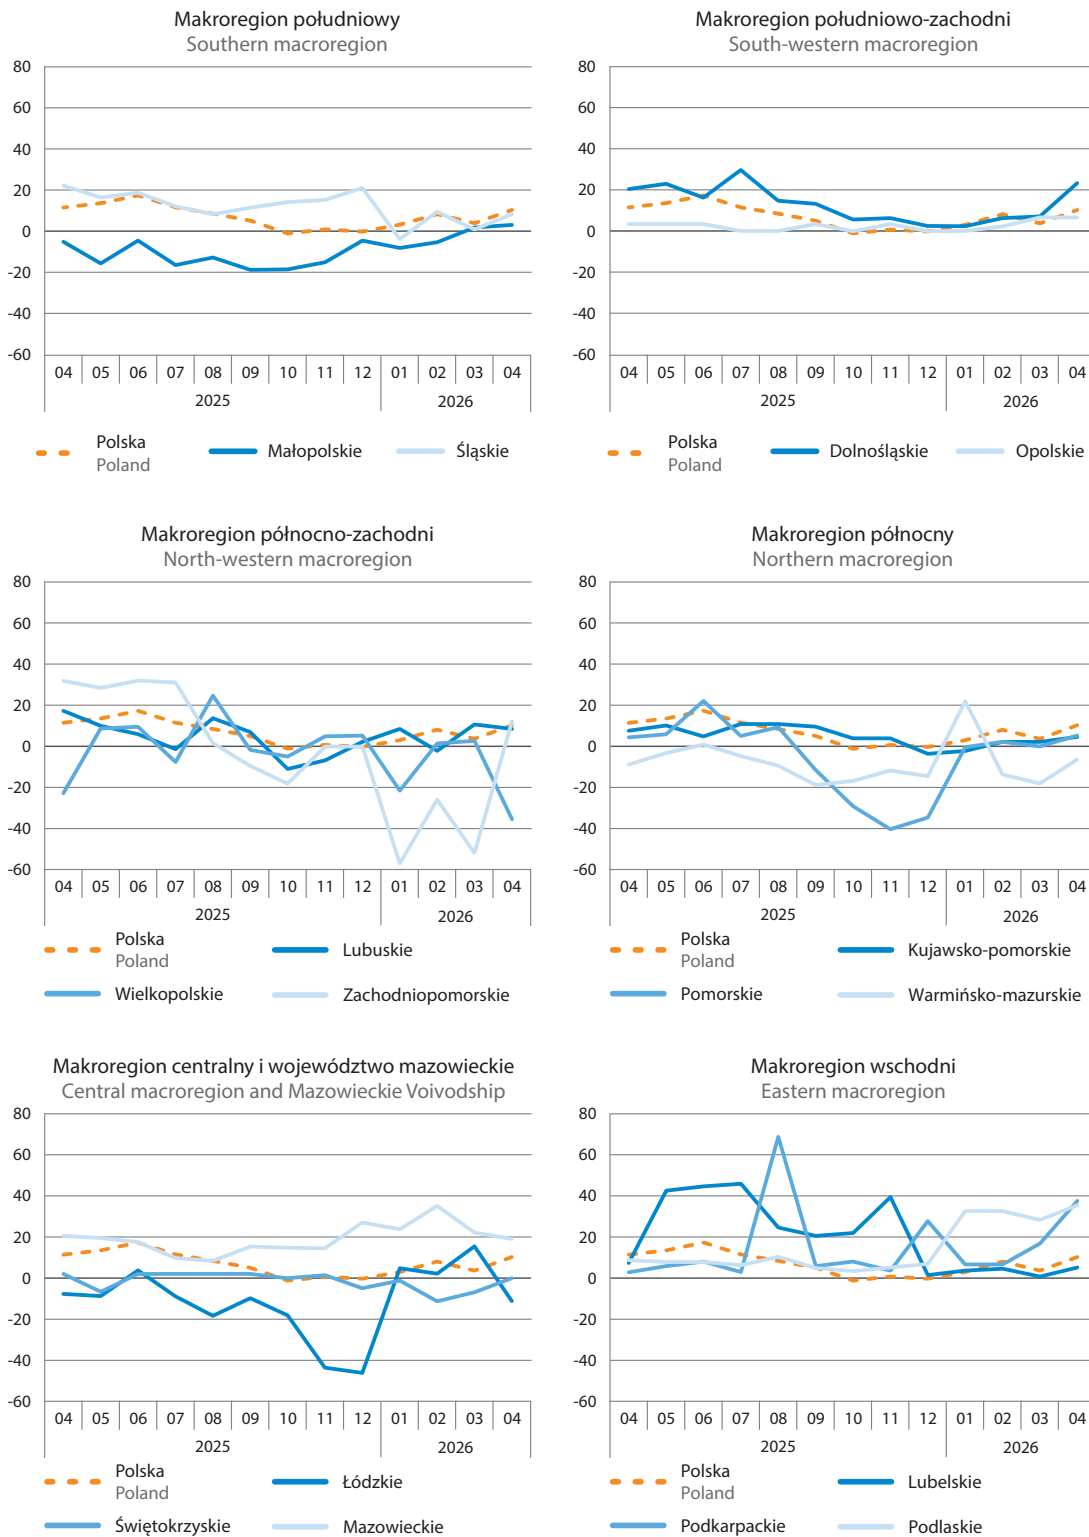 Makroregion południowy
Southern macroregion
80
60
40
20
0
-20
-40
-60
04 05 06 07 08 09 10 11 12 01 02 03 04
2025 2026
Polska
Poland
Małopolskie
Śląskie
Makroregion południowo-zachodni
South-western macroregion
80
60
40
20
0
-20
-40
-60
04 05 06 07 08 09 10 11 12 01 02 03 04
2025 2026
Polska
Poland
Dolnośląskie
Opolskie
Makroregion północno-zachodni
North-western macroregion
80
60
40
20
0
-20
-40
-60
04 05 06 07 08 09 10 11 12 01 02 03 04
2025 2026
Polska
Poland
Lubuskie
Wielkopolskie
Zachodniopomorskie
Makroregion północny
Northern macroregion
80
60
40
20
0
-20
-40
-60
04 05 06 07 08 09 10 11 12 01 02 03 04
2025 2026
Polska
Poland
Kujawsko-pomorskie
Pomorskie
Warmińsko-mazurskie
Makroregion centralny i województwo mazowieckie
Central macroregion and Mazowieckie Voivodship
80
60
40
20
0
-20
-40
-60
04 05 06 07 08 09 10 11 12 01 02 03 04
2025 2026
Polska
Poland
Łódzkie
Świętokrzyskie
Mazowieckie
Makroregion wschodni
Eastern macroregion
80
60
40
20
0
-20
-40
-60
04 05 06 07 08 09 10 11 12 01 02 03 04
2025 2026
Polska
Poland
Lubelskie
Podkarpackie
Podlaskie